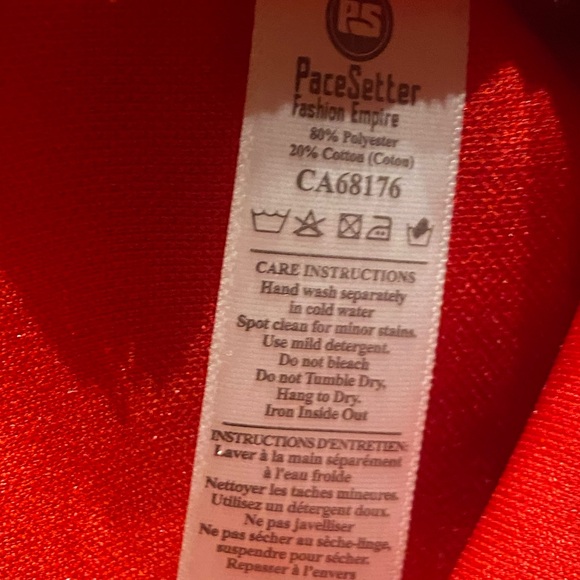 PS
PaceSetter
Fashion Empire
80% Polyester
20% Cotton (Coton)
CA68176
CARE INSTRUCTIONS
Hand wash separately
in cold water
Spot clean for minor stains.
Use mild detergent.
Do not bleach
Do not Tumble Dry,
Hang to Dry.
Iron Inside Out
INSTRUCTIONS D'ENTRETIEN:
Laver à la main séparément
à l'eau froide
Nettoyer les taches mineures.
Utilisez un détergent doux.
Ne pas javelliser
Ne pas sécher au sèche-linge,
suspendre pour sécher.
Repasser à l'envers